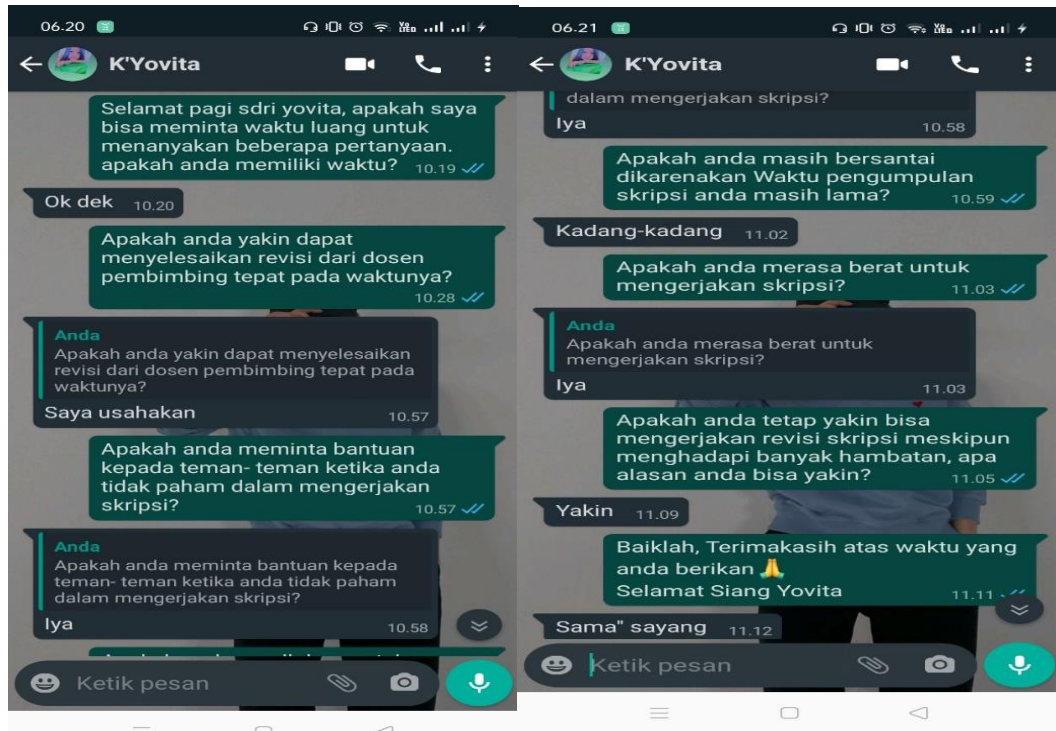 06.20
K'Yovita
Selamat pagi sdri yovita, apakah saya
bisa meminta waktu luang untuk
menanyakan beberapa pertanyaan.
apakah anda memiliki waktu? 10.19
Ok dek 10.20
Apakah anda yakin dapat
menyelesaikan revisi dari dosen
pembimbing tepat pada waktunya?
10.28
Anda
Apakah anda yakin dapat menyelesaikan
revisi dari dosen pembimbing tepat pada
waktunya?
Saya usahakan 10.57
Apakah anda meminta bantuan
kepada teman- teman ketika anda
tidak paham dalam mengerjakan
skripsi? 10.57
Anda
Apakah anda meminta bantuan kepada
teman- teman ketika anda tidak paham
dalam mengerjakan skripsi?
Iya 10.58
Ketik pesan
06.21
K'Yovita
dalam mengerjakan skripsi?
Iya 10.58
Apakah anda masih bersantai
dikarenakan Waktu pengumpulan
skripsi anda masih lama? 10.59
Kadang-kadang 11.02
Apakah anda merasa berat untuk
mengerjakan skripsi? 11.03
Anda
Apakah anda merasa berat untuk
mengerjakan skripsi?
Iya 11.03
Apakah anda tetap yakin bisa
mengerjakan revisi skripsi meskipun
menghadapi banyak hambatan, apa
alasan anda bisa yakin? 11.05
Yakin 11.09
Baiklah, Terimakasih atas waktu yang
anda berikan 🙏
Selamat Siang Yovita 11.11
Sama" sayang 11.12
Ketik pesan